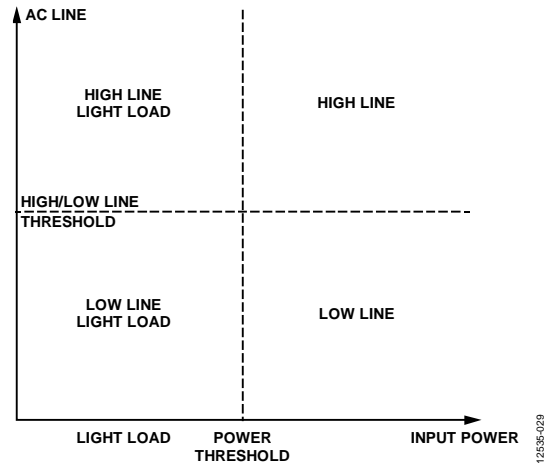 AC LINE
HIGH LINE
LIGHT LOAD
HIGH LINE
HIGH/LOW LINE
THRESHOLD
LOW LINE
LIGHT LOAD
LOW LINE
LIGHT LOAD
POWER
THRESHOLD
INPUT POWER
12535-029